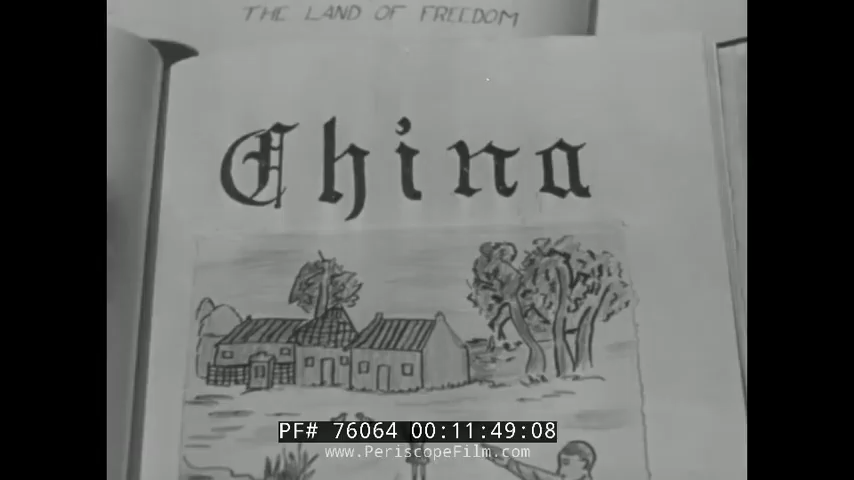 THE LAND OF FREEDOM
China
PF# 76064 00:11:49:08
www.PeriscopeFilm.com